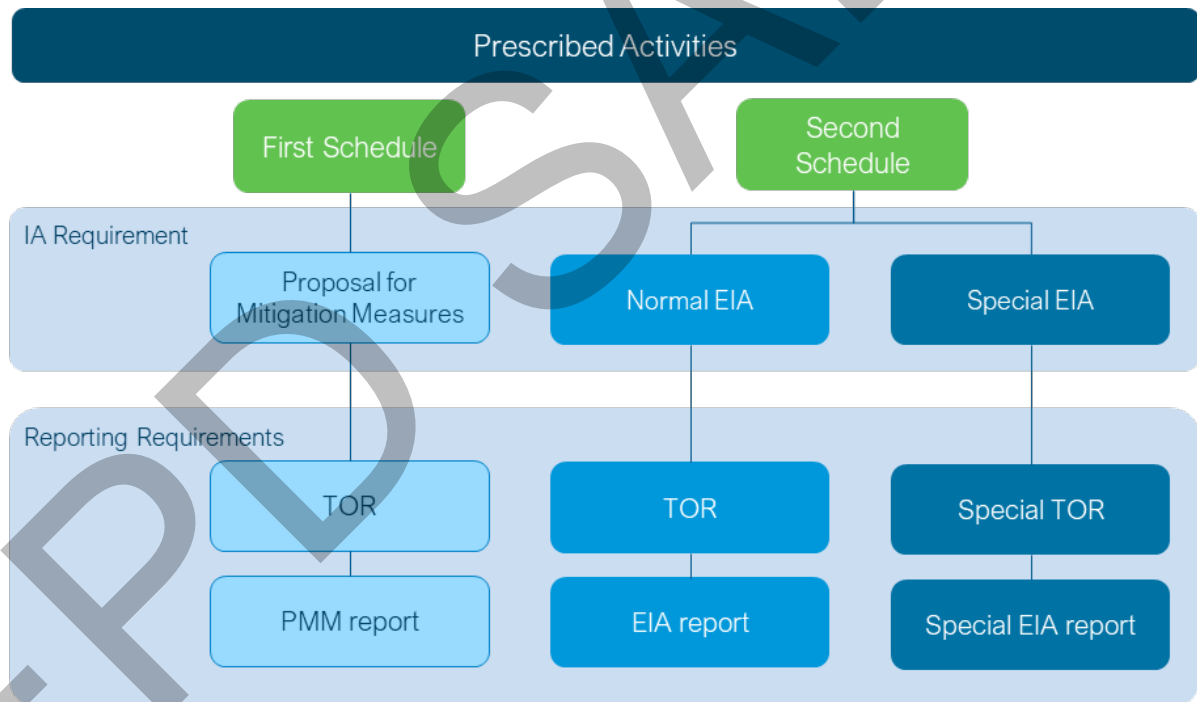 Prescribed Activities
First Schedule
Second
Schedule
IA Requirement
Proposal for
Mitigation Measures
Normal EIA
Special EIA
Reporting Requirements
TOR
TOR
Special TOR
PMM report
EIA report
Special EIA report